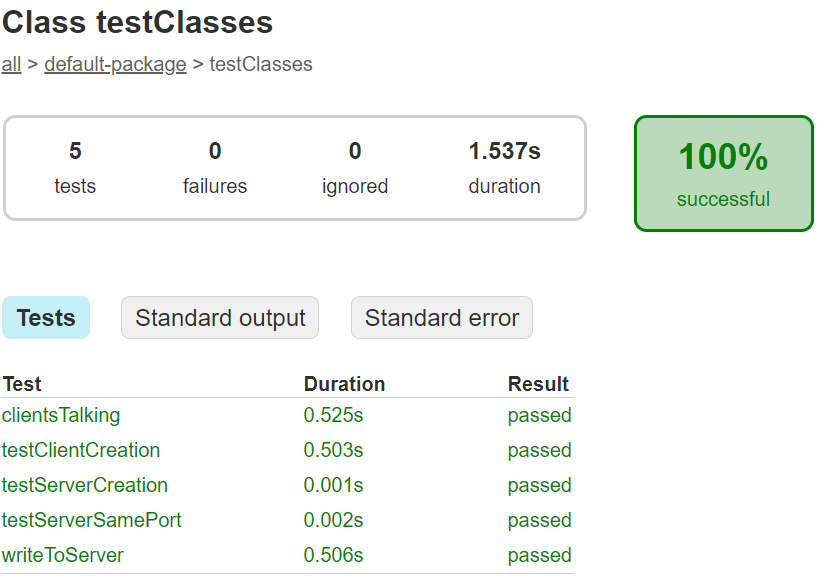 Class testClasses
all > default-package > testClasses
5 0 0 1.537s
tests failures ignored duration
100%
successful
Tests Standard output Standard error
Test Duration Result
clientsTalking 0.525s passed
testClientCreation 0.503s passed
testServerCreation 0.001s passed
testServerSamePort 0.002s passed
writeToServer 0.506s passed